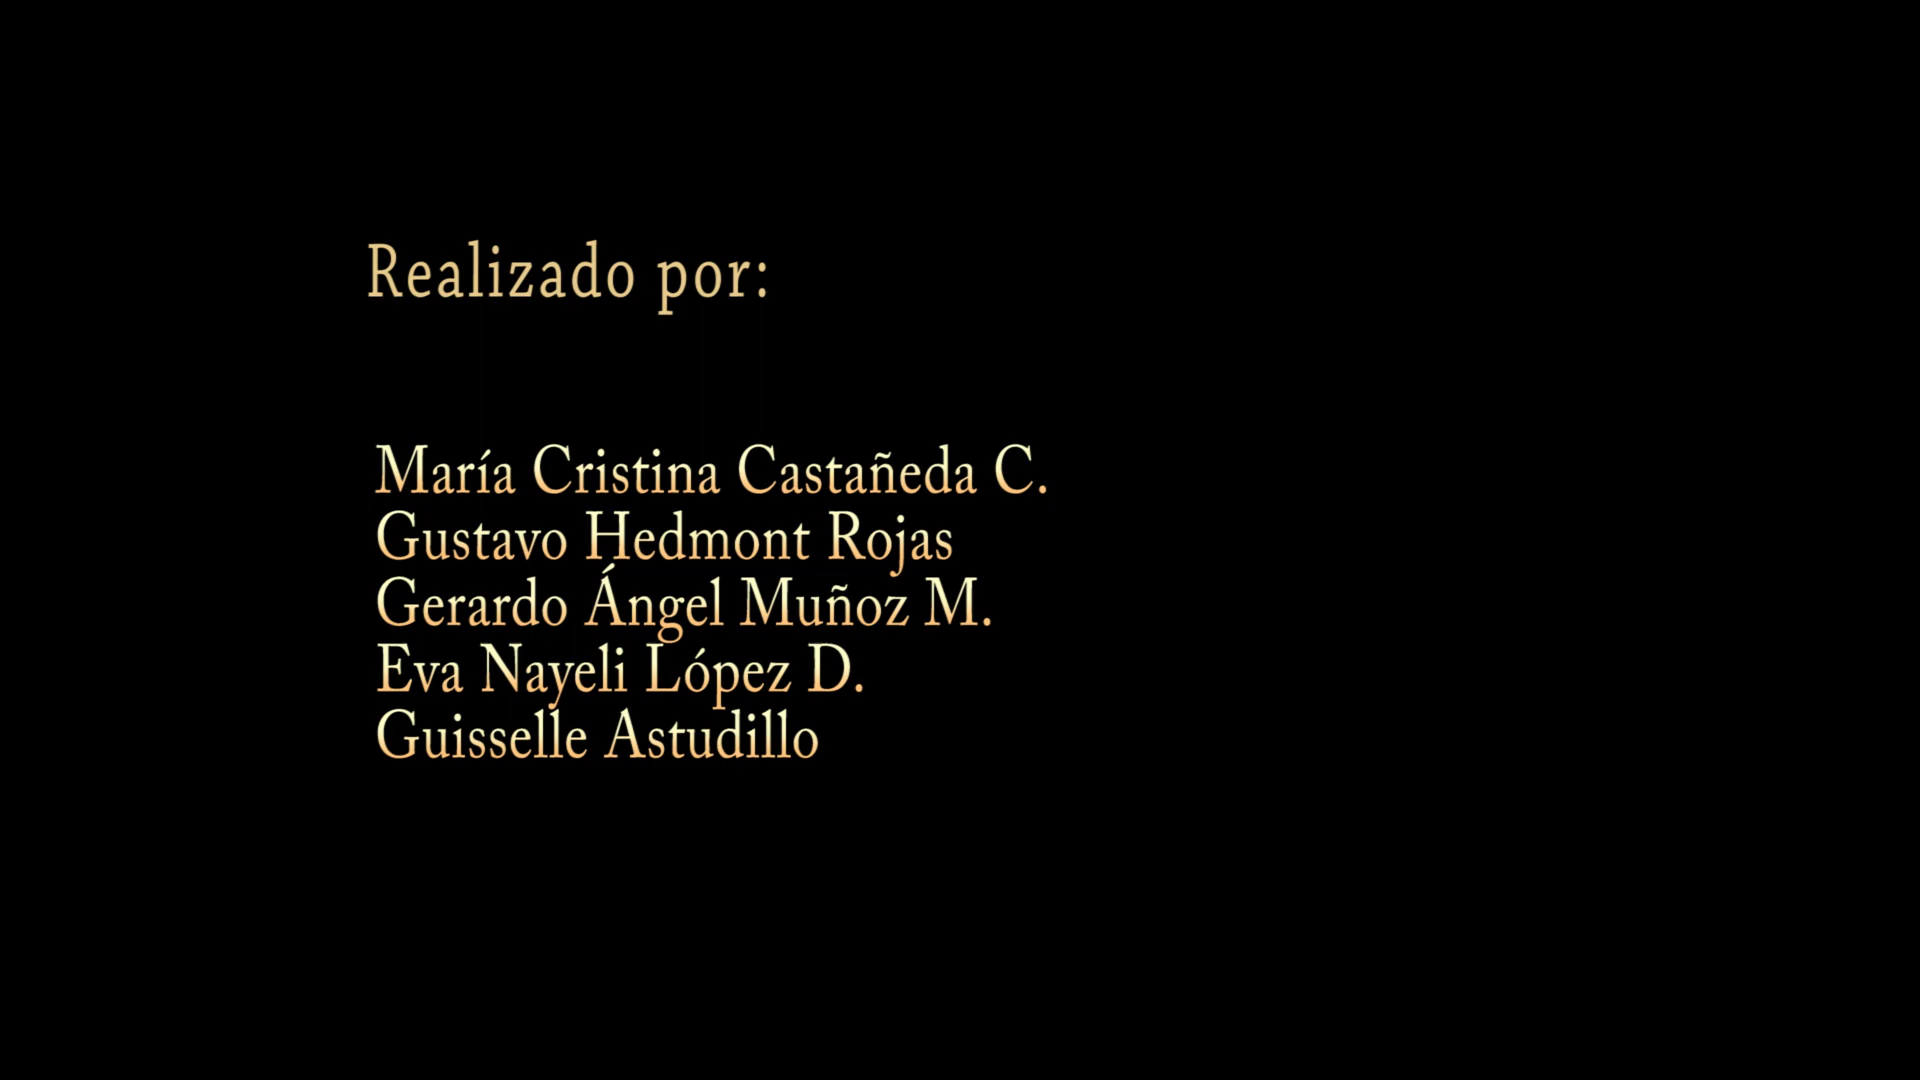 Realizado por:
María Cristina Castañeda C.
Gustavo Hedmont Rojas
Gerardo Ángel Muñoz M.
Eva Nayeli López D.
Guisselle Astudillo